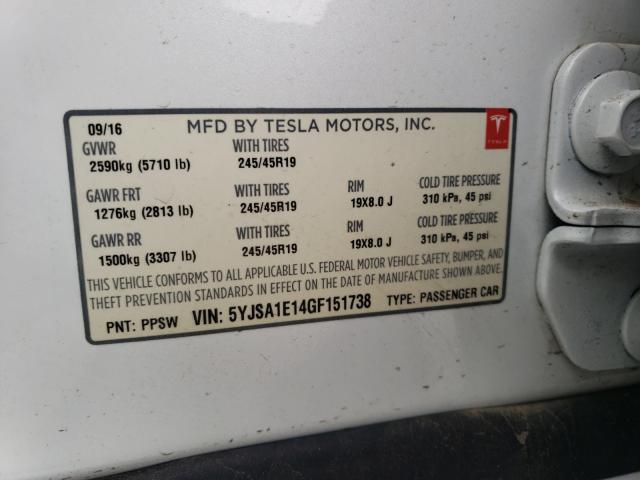 09/16 MFD BY TESLA MOTORS, INC.
TESLA
GVWR WITH TIRES
2590kg (5710 lb) 245/45R19
GAWR FRT WITH TIRES RIM COLD TIRE PRESSURE
1276kg (2813 lb) 245/45R19 19X8.0 J 310 kPa, 45 psi
GAWR RR WITH TIRES RIM COLD TIRE PRESSURE
1500kg (3307 lb) 245/45R19 19X8.0 J 310 kPa, 45 psi
THIS VEHICLE CONFORMS TO ALL APPLICABLE U.S. FEDERAL MOTOR VEHICLE SAFETY, BUMPER, AND
THEFT PREVENTION STANDARDS IN EFFECT ON THE DATE OF MANUFACTURE SHOWN ABOVE.
PNT: PPSW VIN: 5YJSA1E14GF151738 TYPE: PASSENGER CAR